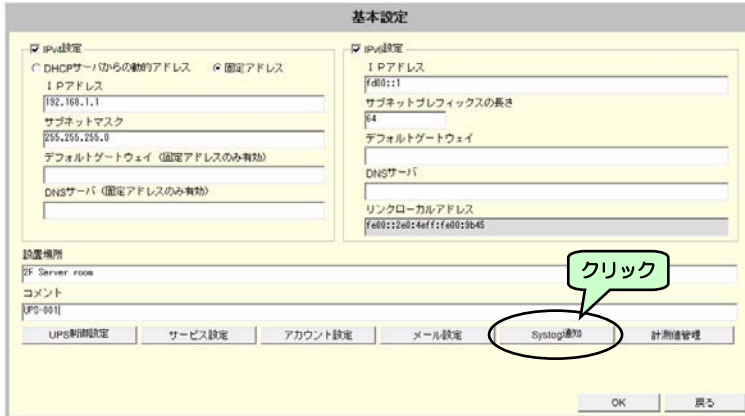 基本設定
IPv4設定
DHCPサーバからの動的アドレス 固定アドレス
IPアドレス
192.168.1.1
サブネットマスク
255.255.255.0
デフォルトゲートウェイ (固定アドレスのみ有効)
DNSサーバ (固定アドレスのみ有効)
IPv6設定
IPアドレス
fd00::1
サブネットプレフィックスの長さ
64
デフォルトゲートウェイ
DNSサーバ
リンクローカルアドレス
fe80::2e0:4eff:fe00:9b45
設置場所
2F Server room
コメント
UPS-001
クリック
UPS制御設定 サービス設定 アカウント設定 メール設定 Syslog通知 計測値管理
OK 戻る